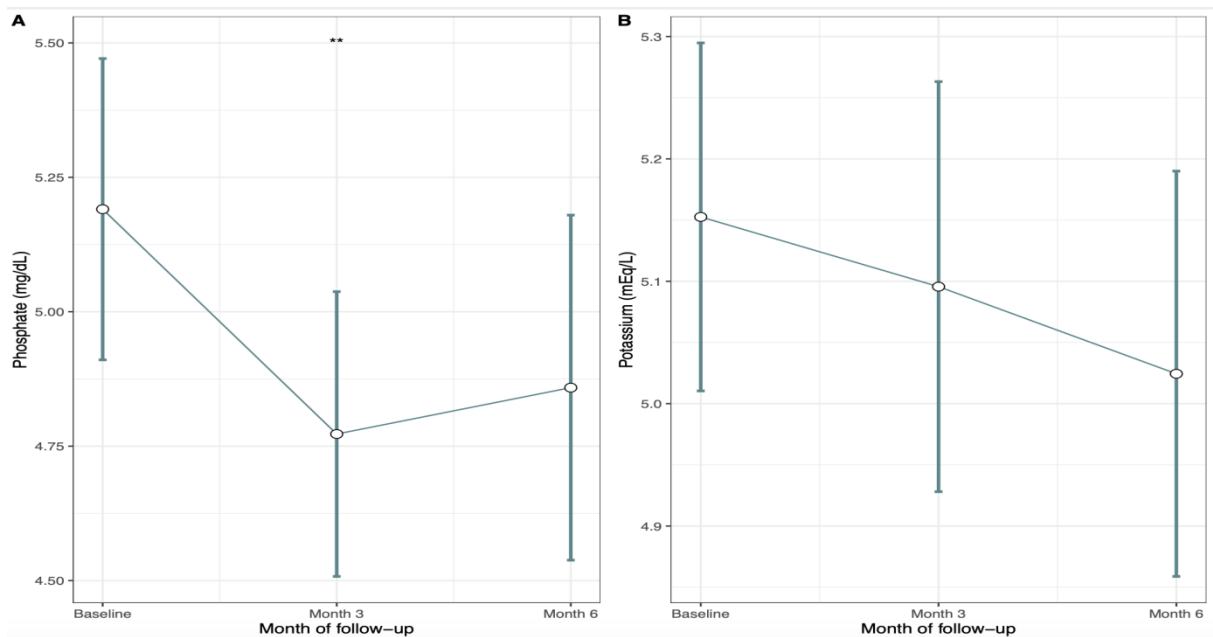 A
**
5.50
5.25
5.00
4.75
4.50
Phosphate (mg/dL)
Baseline
Month 3
Month 6
Month of follow−up
B
5.3
5.2
5.1
5.0
4.9
Potassium (mEq/L)
Baseline
Month 3
Month 6
Month of follow−up